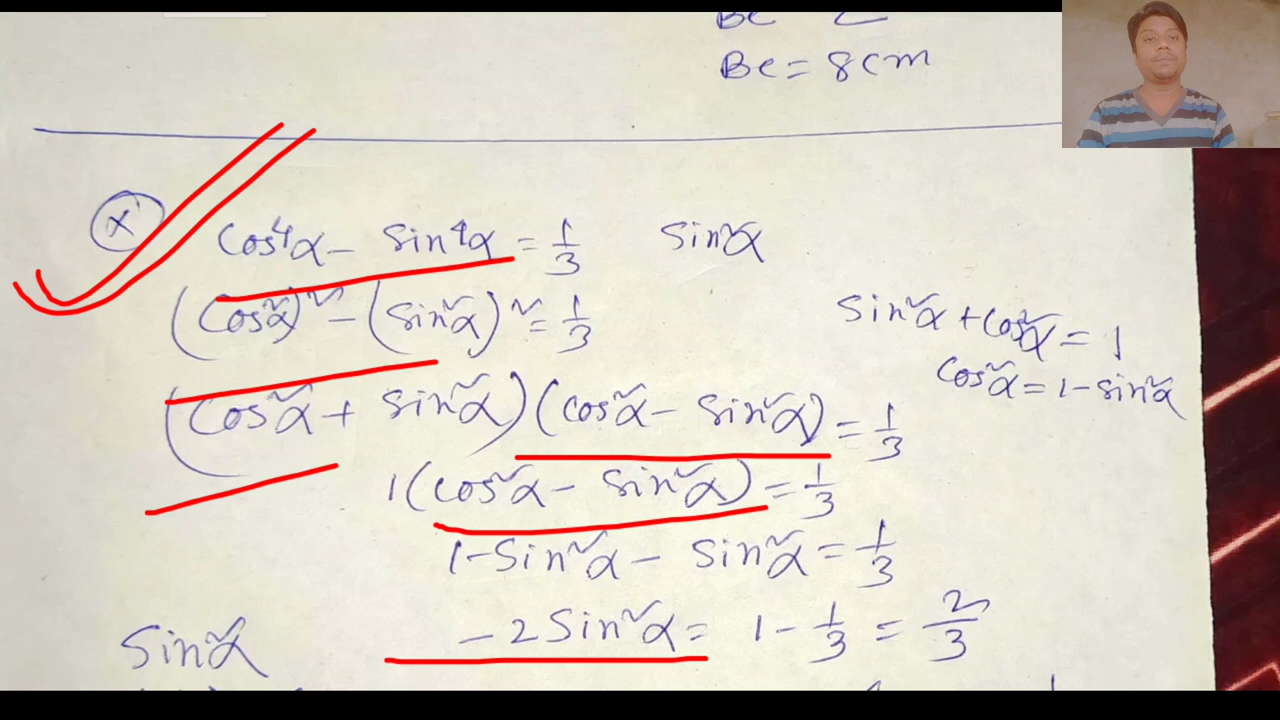 BC = 8cm
x
cos⁴α - sin⁴α = 1/3 sin²α
(cos²α)² - (sin²α)² = 1/3
sin²α + cos²α = 1
cos²α = 1 - sin²α
(cos²α + sin²α)(cos²α - sin²α) = 1/3
1(cos²α - sin²α) = 1/3
1 - sin²α - sin²α = 1/3
-2 sin²α = 1 - 1/3 = 2/3
sin²α